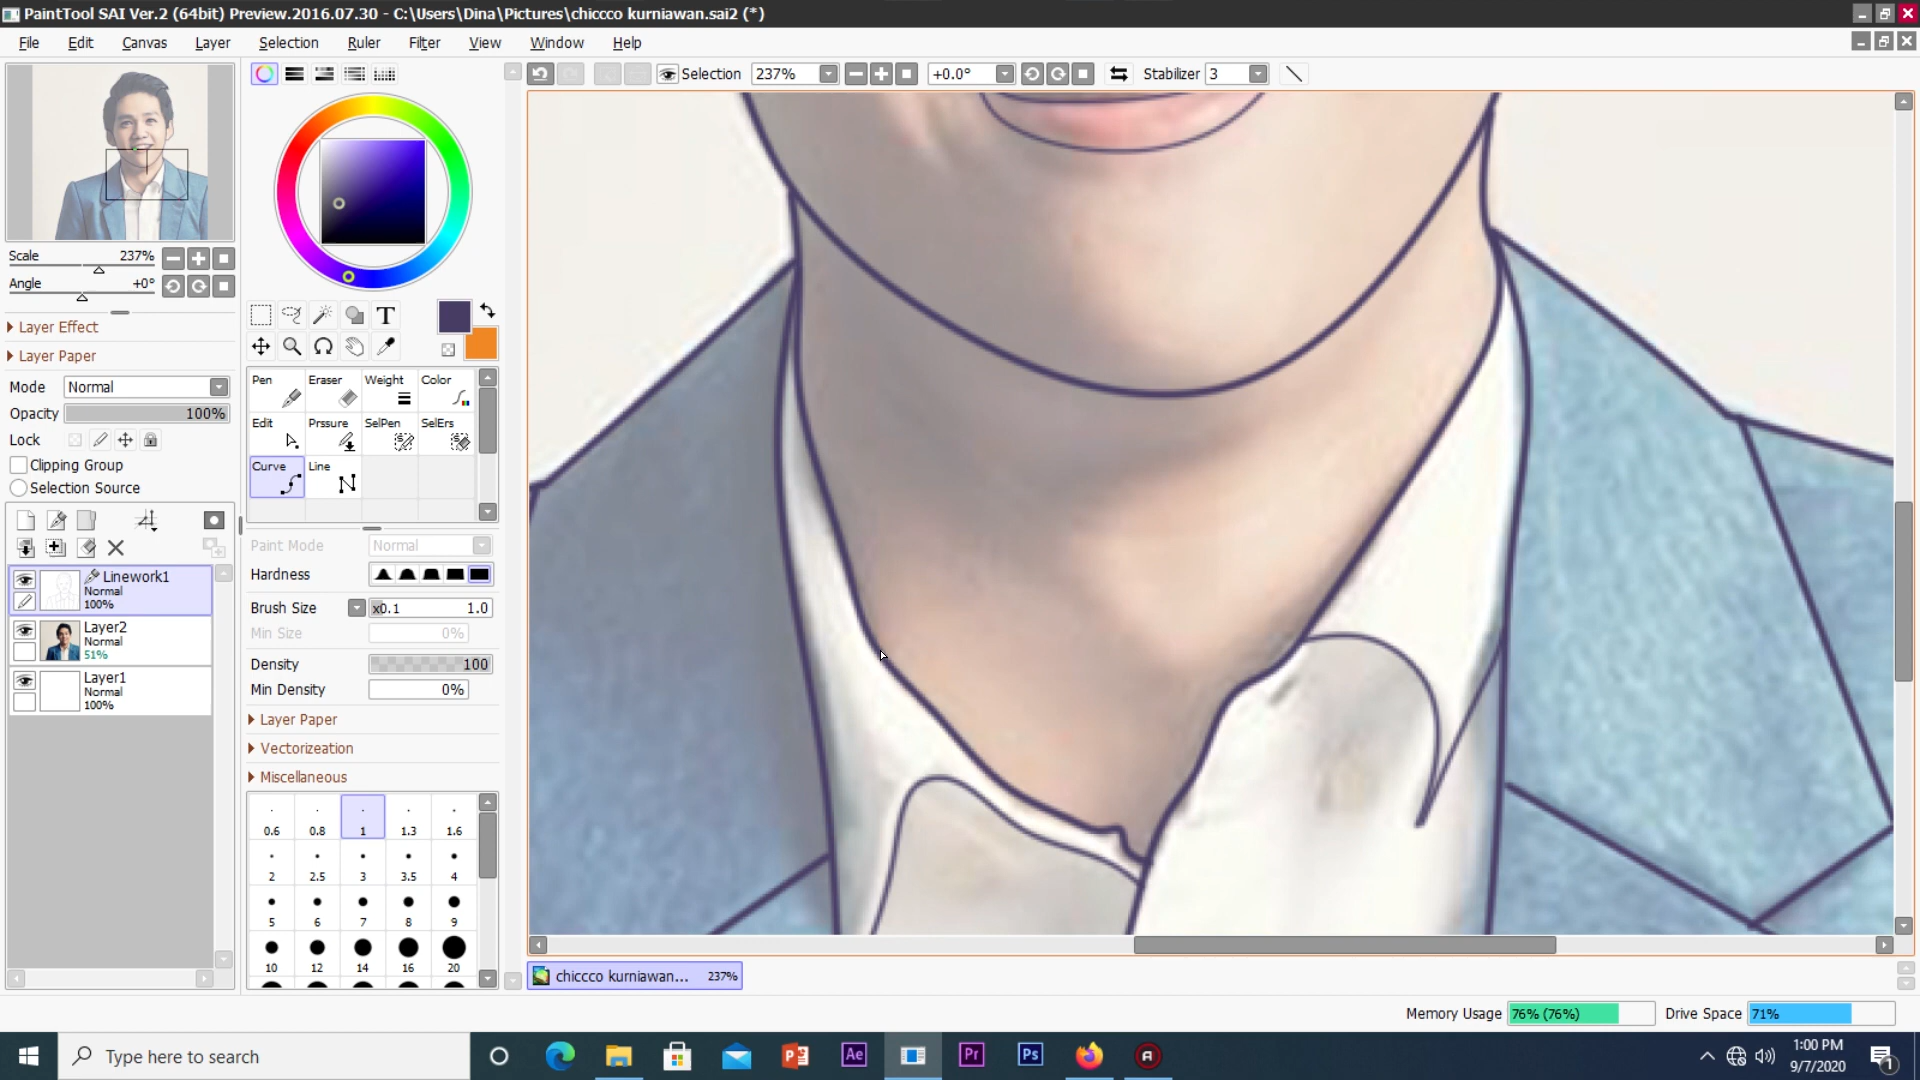 PaintTool SAI Ver.2 (64bit) Preview.2016.07.30 - C:\Users\Dina\Pictures\chiccco kurniawan.sai2 (*)
File Edit Canvas Layer Selection Ruler Filter View Window Help
Selection 237% +0.0° Stabilizer 3
Scale 237%
Angle +0°
Layer Effect
Layer Paper
Mode Normal
Opacity 100%
Lock
Clipping Group
Selection Source
Linework1
Normal
100%
Layer2
Normal
51%
Layer1
Normal
100%
T
Pen Eraser Weight Color
Edit Prssure SelPen SelErs
Curve Line
Paint Mode Normal
Hardness
Brush Size x0.1 1.0
Min Size 0%
Density 100
Min Density 0%
Layer Paper
Vectorizeation
Miscellaneous
0.6 0.8 1 1.3 1.6
2 2.5 3 3.5 4
5 6 7 8 9
10 12 14 16 20
chiccco kurniawan... 237%
Memory Usage 76% (76%) Drive Space 71%
Type here to search
Ae Pr Ps
1:00 PM
9/7/2020
1